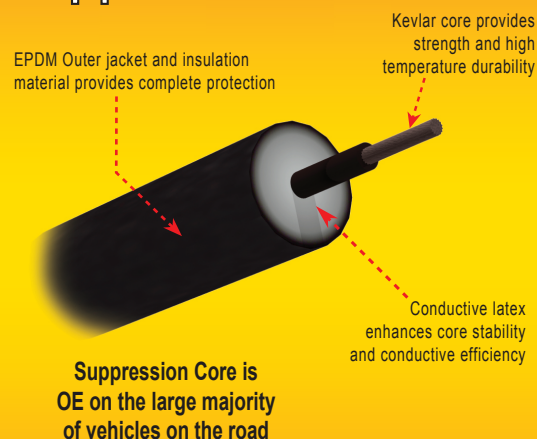 Kevlar core provides
strength and high
temperature durability
EPDM Outer jacket and insulation
material provides complete protection
Conductive latex
enhances core stability
and conductive efficiency
Suppression Core is
OE on the large majority
of vehicles on the road